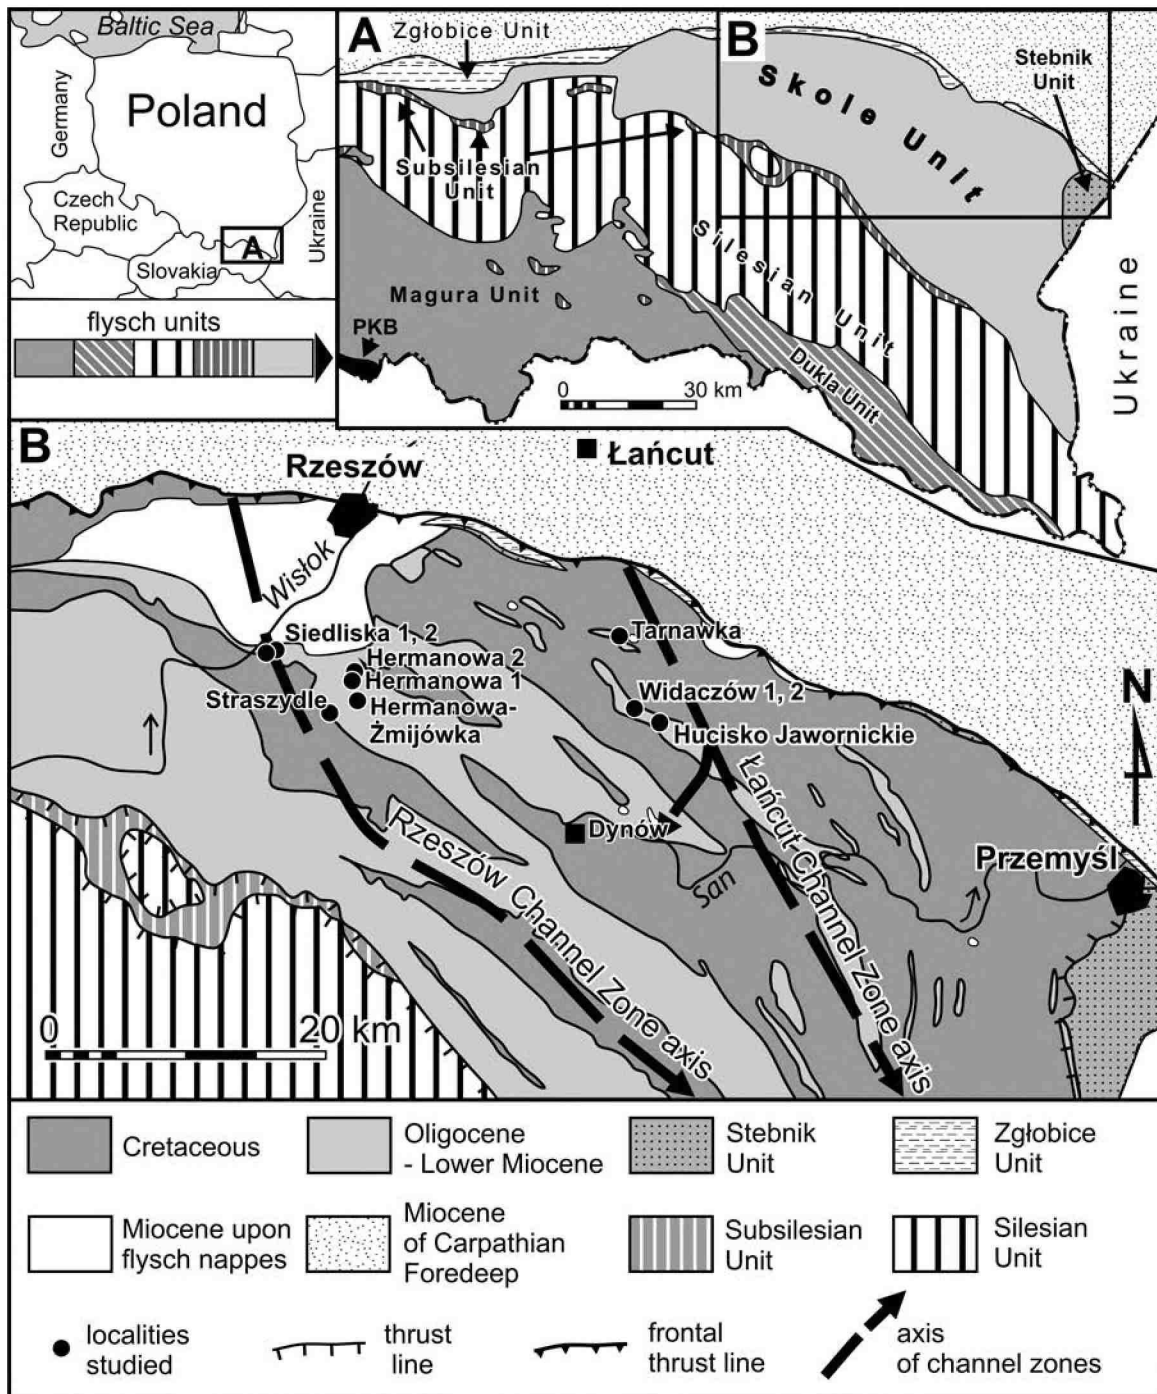 Baltic Sea
Germany
Poland
Czech
Republic
Slovakia
Ukraine
A
flysch units
A
Zgłobice Unit
B
Stebnik
Unit
Skole Unit
Subsilesian
Unit
Silesian Unit
Magura Unit
PKB
Dukla Unit
0 30 km
Ukraine
B
Rzeszów
Łańcut
Wisłok
Siedliska 1, 2
Hermanowa 2
Hermanowa 1
Straszydle
Hermanowa-
Żmijówka
Tarnawka
Widaczów 1, 2
Hucisko Jawornickie
N
Dynów
San
Przemyśl
Rzeszów Channel Zone axis
Łańcut Channel Zone axis
0 20 km
Cretaceous
Oligocene
- Lower Miocene
Stebnik
Unit
Zgłobice
Unit
Miocene upon
flysch nappes
Miocene
of Carpathian
Foredeep
Subsilesian
Unit
Silesian
Unit
localities
studied
thrust
line
frontal
thrust line
axis
of channel zones